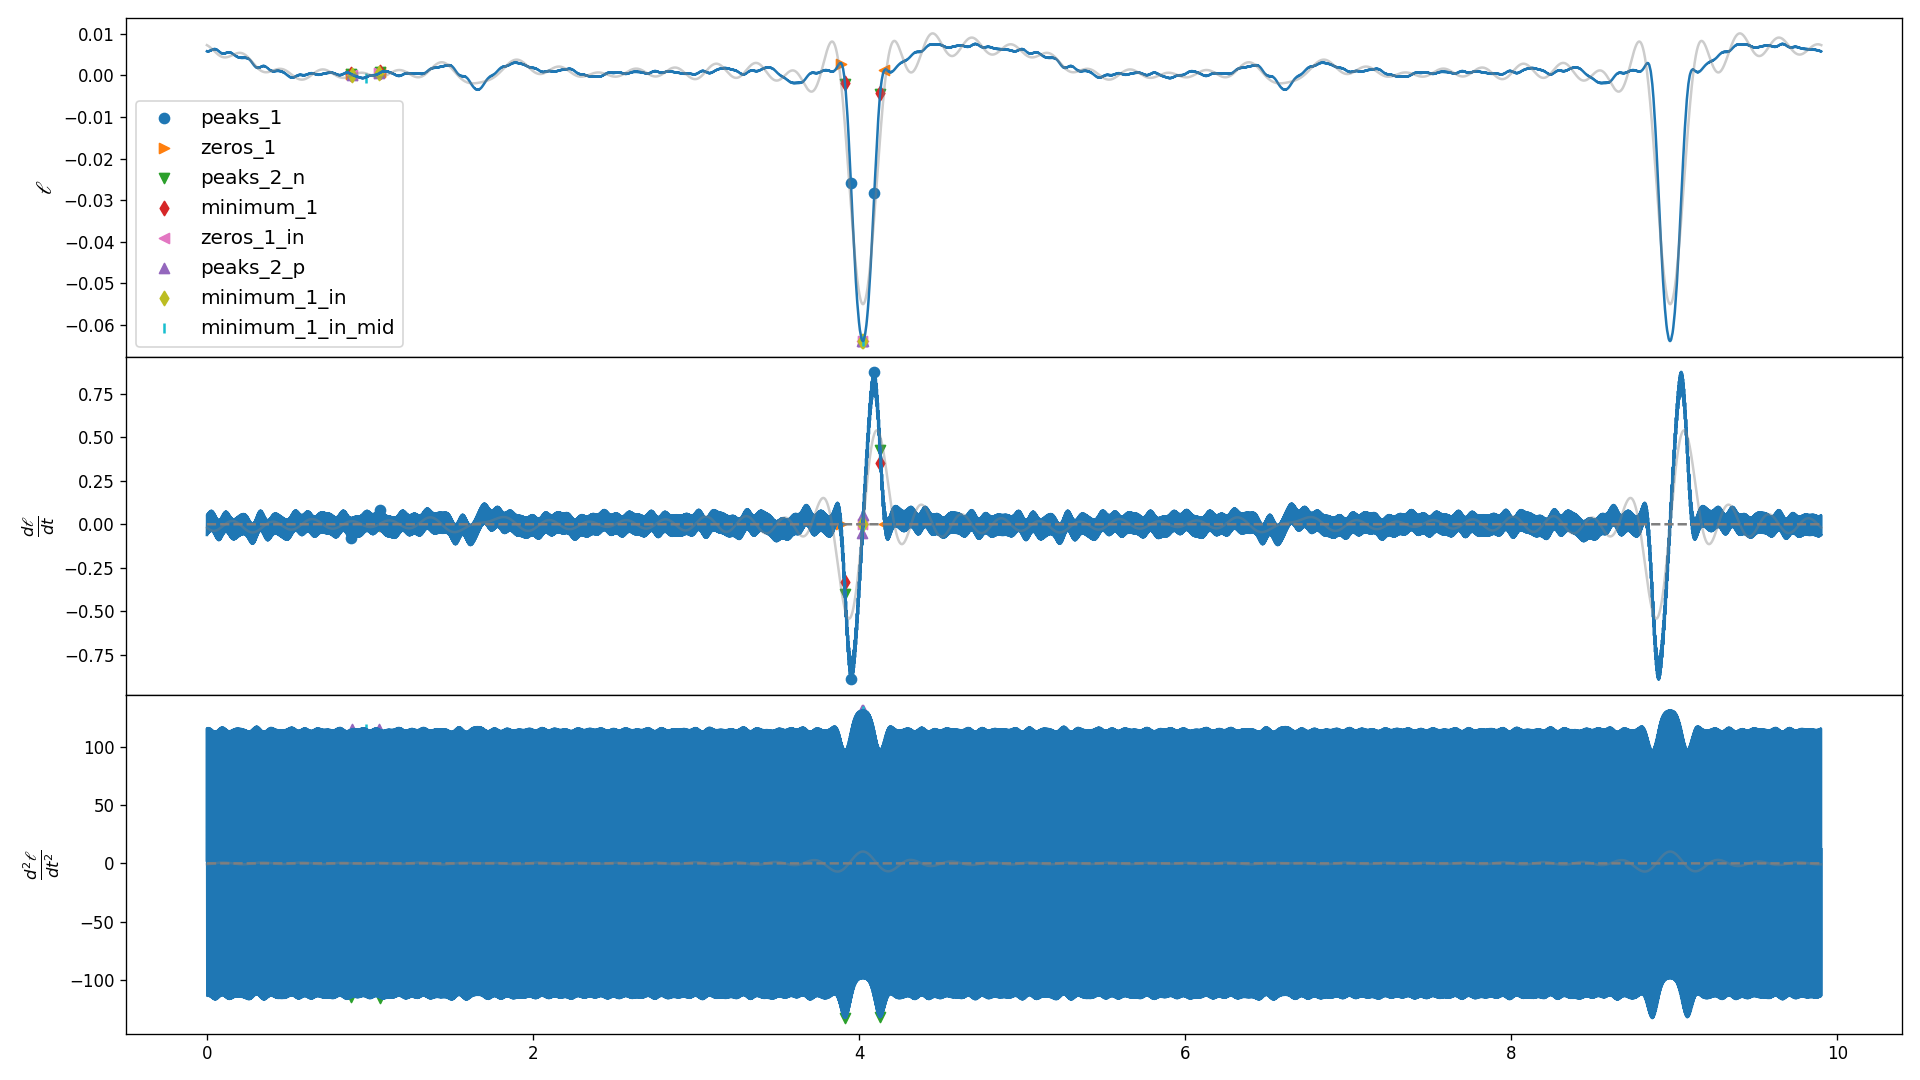 0.01
0.00
−0.01
−0.02
−0.03
−0.04
−0.05
−0.06
ℓ
peaks_1
zeros_1
peaks_2_n
minimum_1
zeros_1_in
peaks_2_p
minimum_1_in
minimum_1_in_mid
0.75
0.50
0.25
0.00
−0.25
−0.50
−0.75
dℓ
dt
100
50
0
−50
−100
d²ℓ
dt²
0 2 4 6 8 10